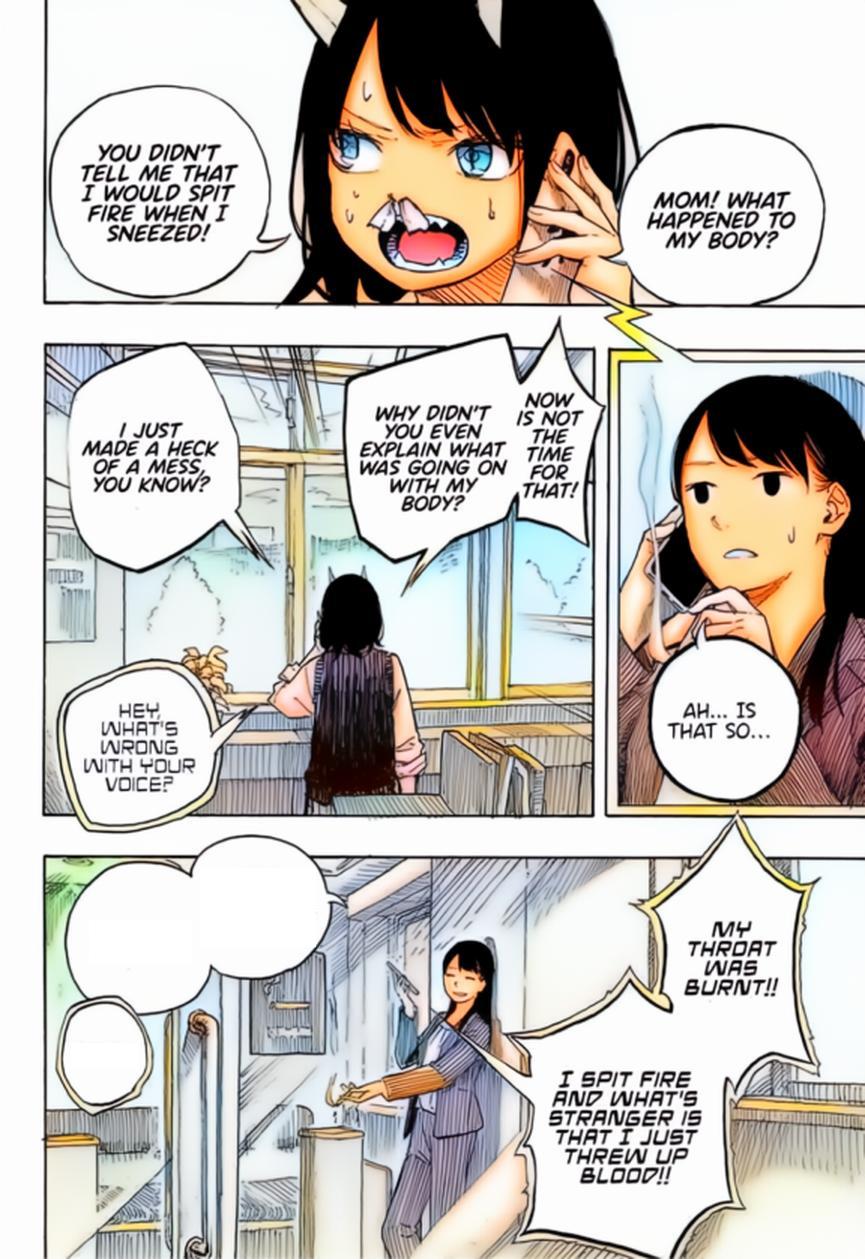 MOM! WHAT
HAPPENED TO
MY BODY?
YOU DIDN'T
TELL ME THAT
I WOULD SPIT
FIRE WHEN I
SNEEZED!
AH... IS
THAT SO...
NOW
IS NOT
THE
TIME
FOR
THAT!
WHY DIDN'T
YOU EVEN
EXPLAIN WHAT
WAS GOING ON
WITH MY
BODY?
I JUST
MADE A HECK
OF A MESS,
YOU KNOW?
HEY,
WHAT'S
WRONG
WITH YOUR
VOICE?
MY
THROAT
WAS
BURNT!!
I SPIT FIRE
AND WHAT'S
STRANGER IS
THAT I JUST
THREW UP
BLOOD!!